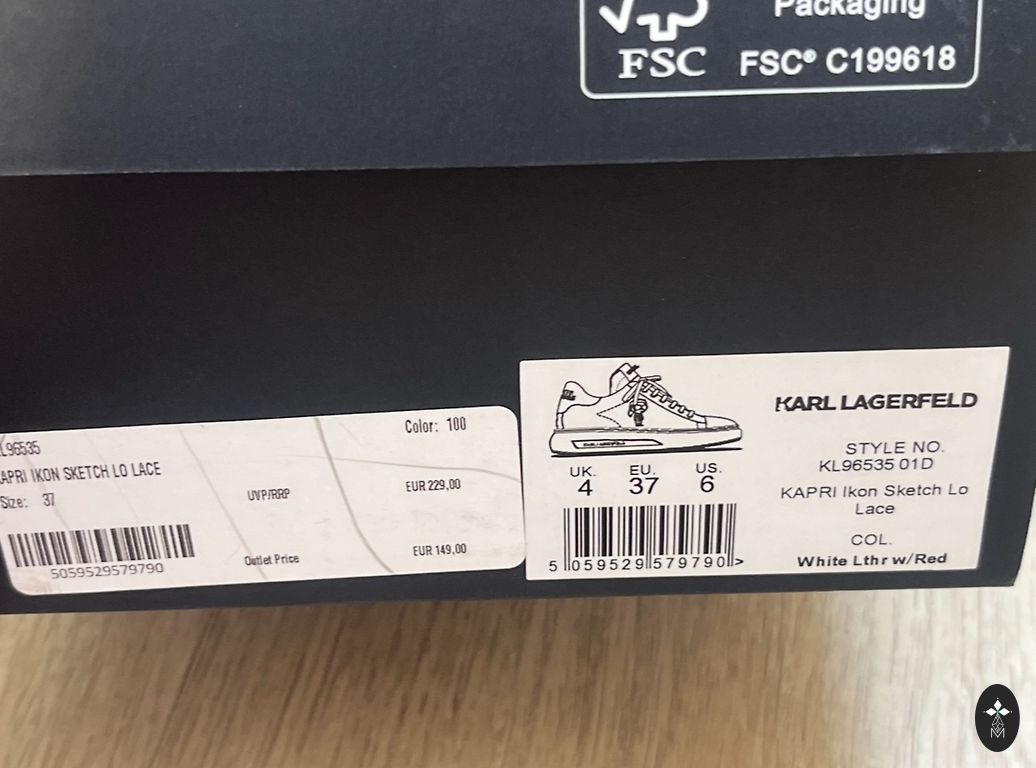 Packaging
FSC
FSC® C199618
L96535
Color: 100
APRI IKON SKETCH LO LACE
Size: 37
UVP/RRP
EUR 229,00
Outlet Price
EUR 149,00
5059529579790
KARL LAGERFELD
STYLE NO.
KL96535 01D
KAPRI Ikon Sketch Lo
Lace
COL.
White Lthr w/Red
UK. EU. US.
4 37 6
5 059529 579790 >
M